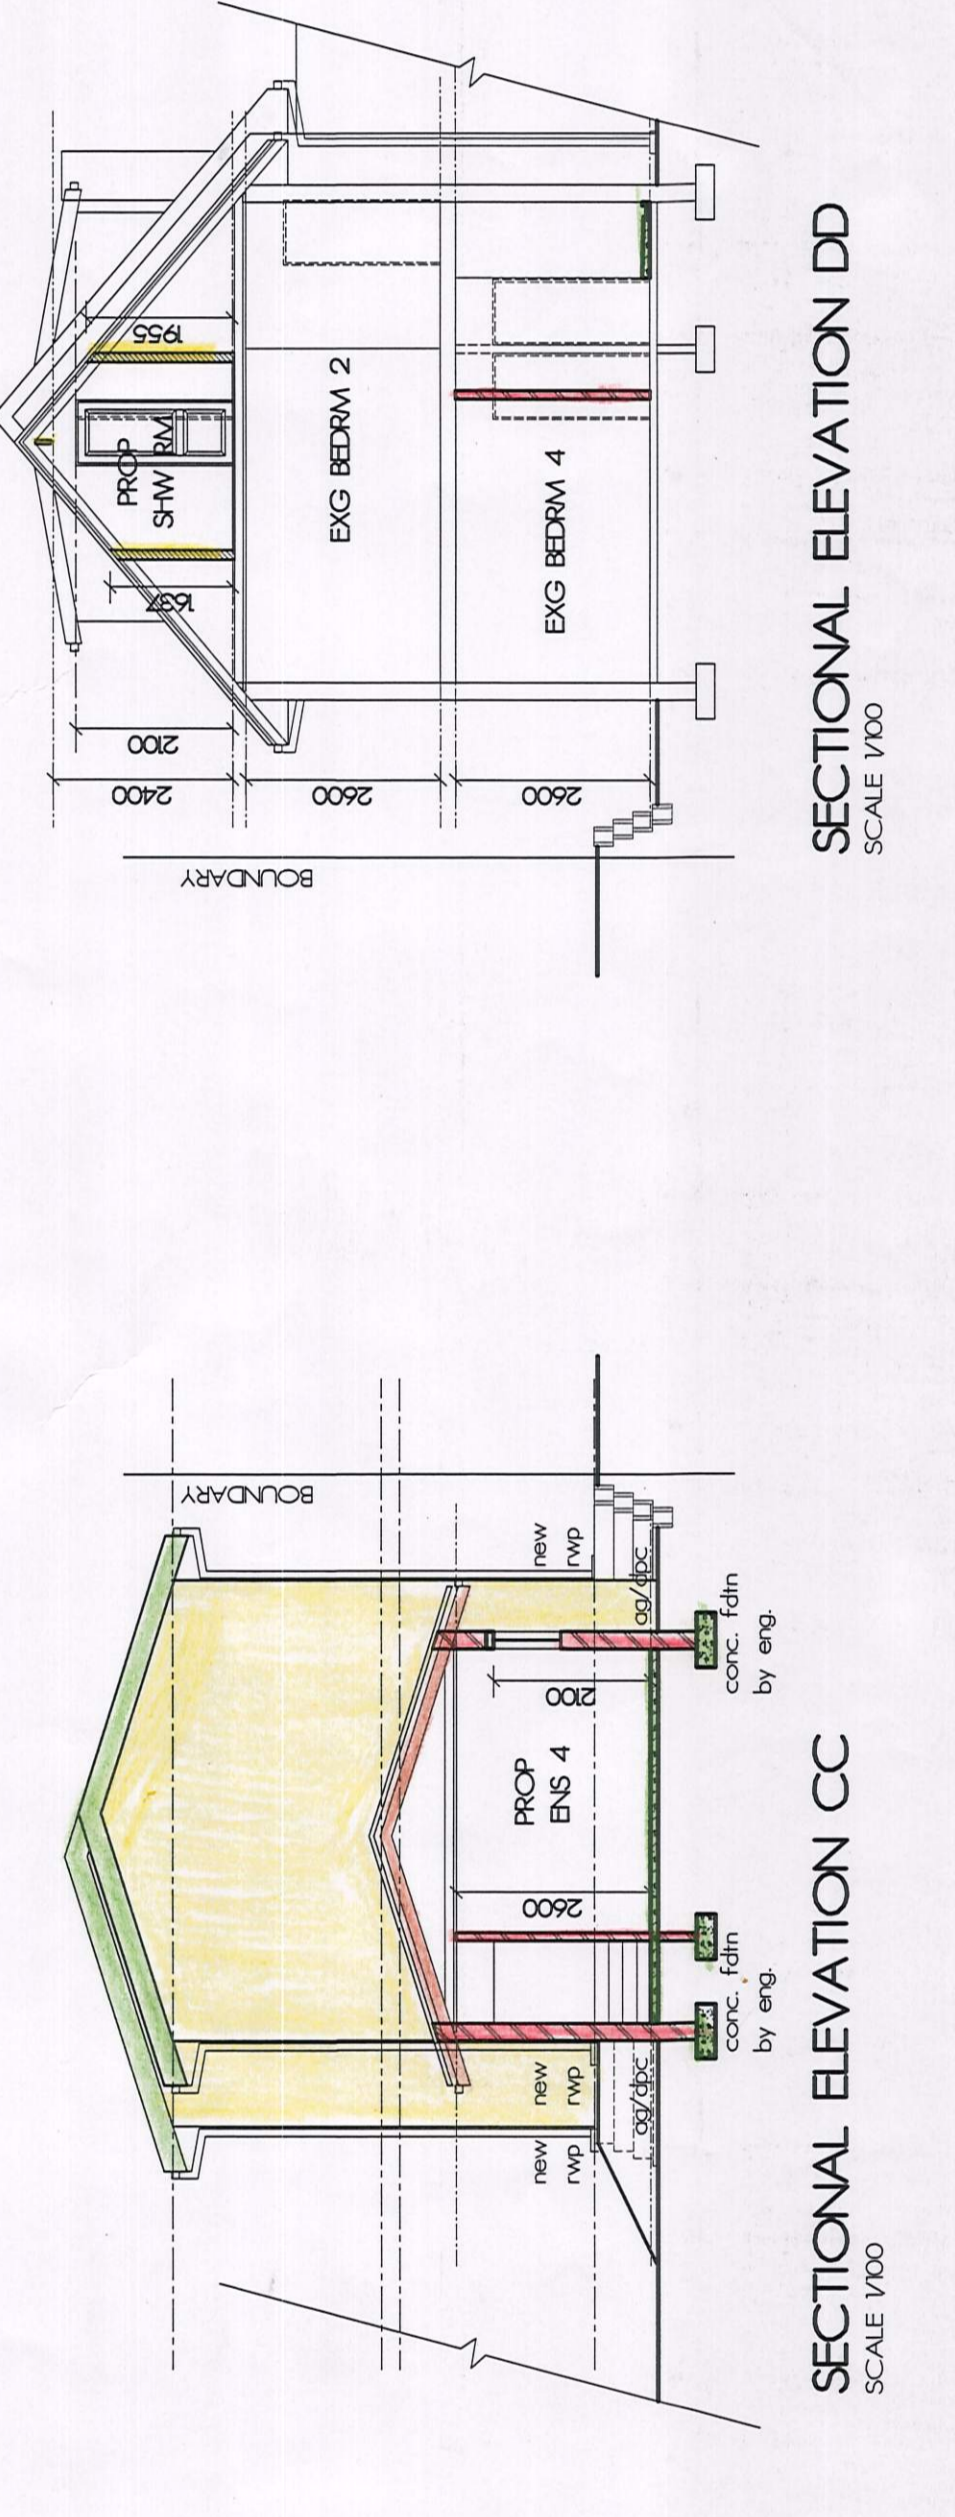 BOUNDARY
new
rwp
new
rwp
new
rwp
PROP
ENS 4
2100
2600
ag/dpc
ag/dpc
conc. fdtn
by eng.
conc. fdtn
by eng.
SECTIONAL ELEVATION CC
SCALE 1/100
BOUNDARY
2400
2100
1637
1955
PROP
SHW RM
2600
EXG BEDRM 2
2600
EXG BEDRM 4
SECTIONAL ELEVATION DD
SCALE 1/100